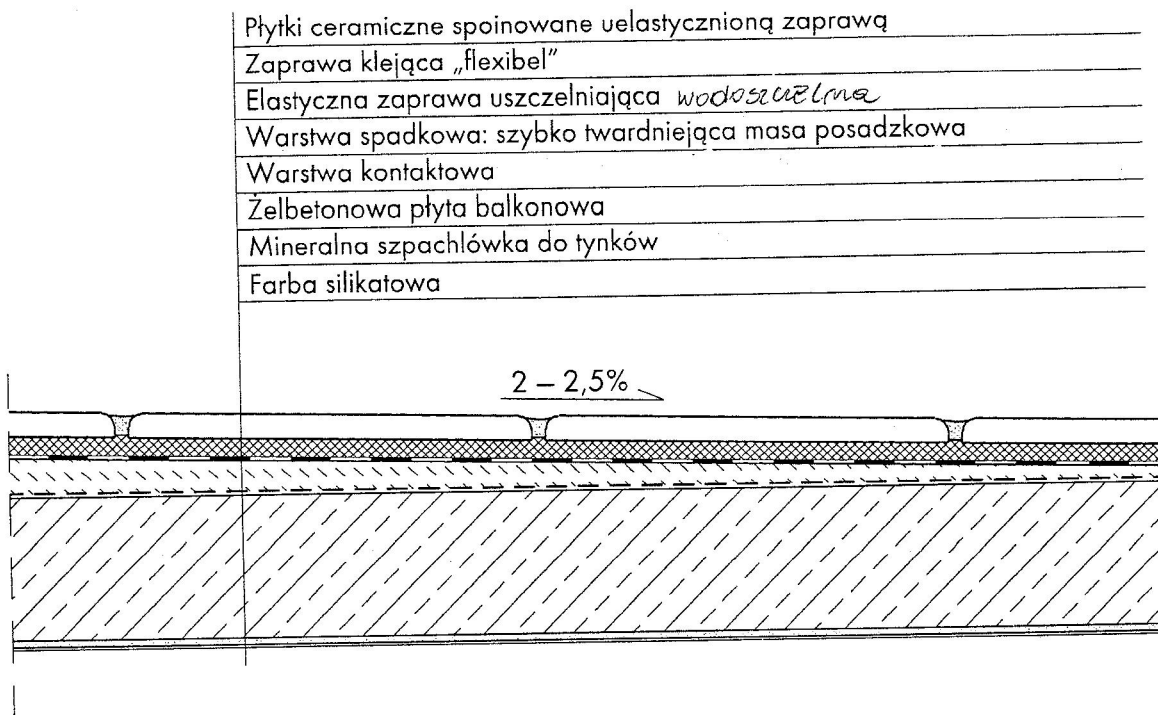 Płytki ceramiczne spoinowane uelastycznioną zaprawą
Zaprawa klejąca „flexibel”
Elastyczna zaprawa uszczelniająca wodoszczelna
Warstwa spadkowa: szybko twardniejąca masa posadzkowa
Warstwa kontaktowa
Żelbetonowa płyta balkonowa
Mineralna szpachlówka do tynków
Farba silikatowa
2 – 2,5%